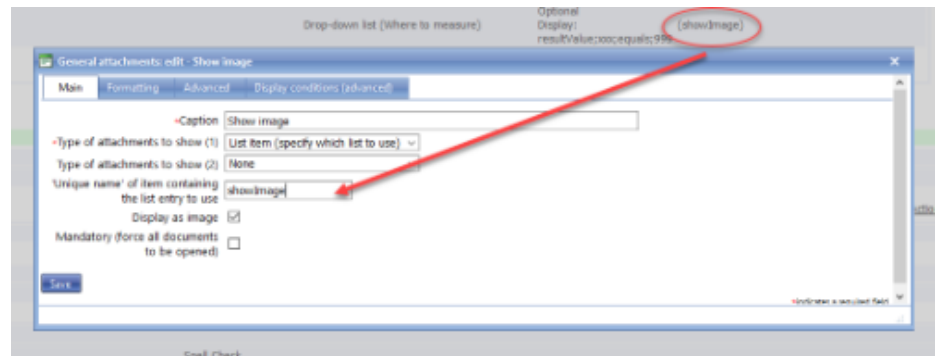 Optional
Drop-down list (Where to measure)
Display:
{showImage}
resultValue;xxx;equals;999
General attachments: edit - Show image
Main
Formatting
Advanced
Display conditions (advanced)
*Caption
Show image
*Type of attachments to show (1)
List item (specify which list to use)
Type of attachments to show (2)
None
'Unique name' of item containing
the list entry to use
showImage
Display as image
Mandatory (force all documents
to be opened)
Save
*indicates a required field
Spell Check